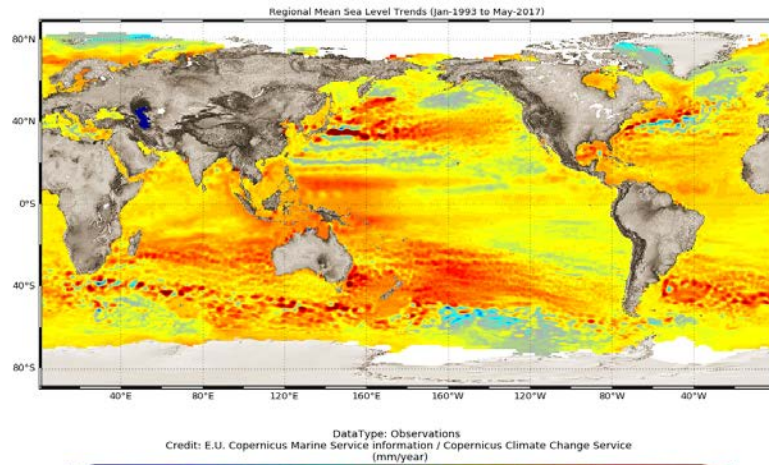 Regional Mean Sea Level Trends (Jan-1993 to May-2017)
80°N
40°N
0°S
40°S
80°S
40°E 80°E 120°E 160°E 160°W 120°W 80°W 40°W
DataType: Observations
Credit: E.U. Copernicus Marine Service information / Copernicus Climate Change Service
(mm/year)